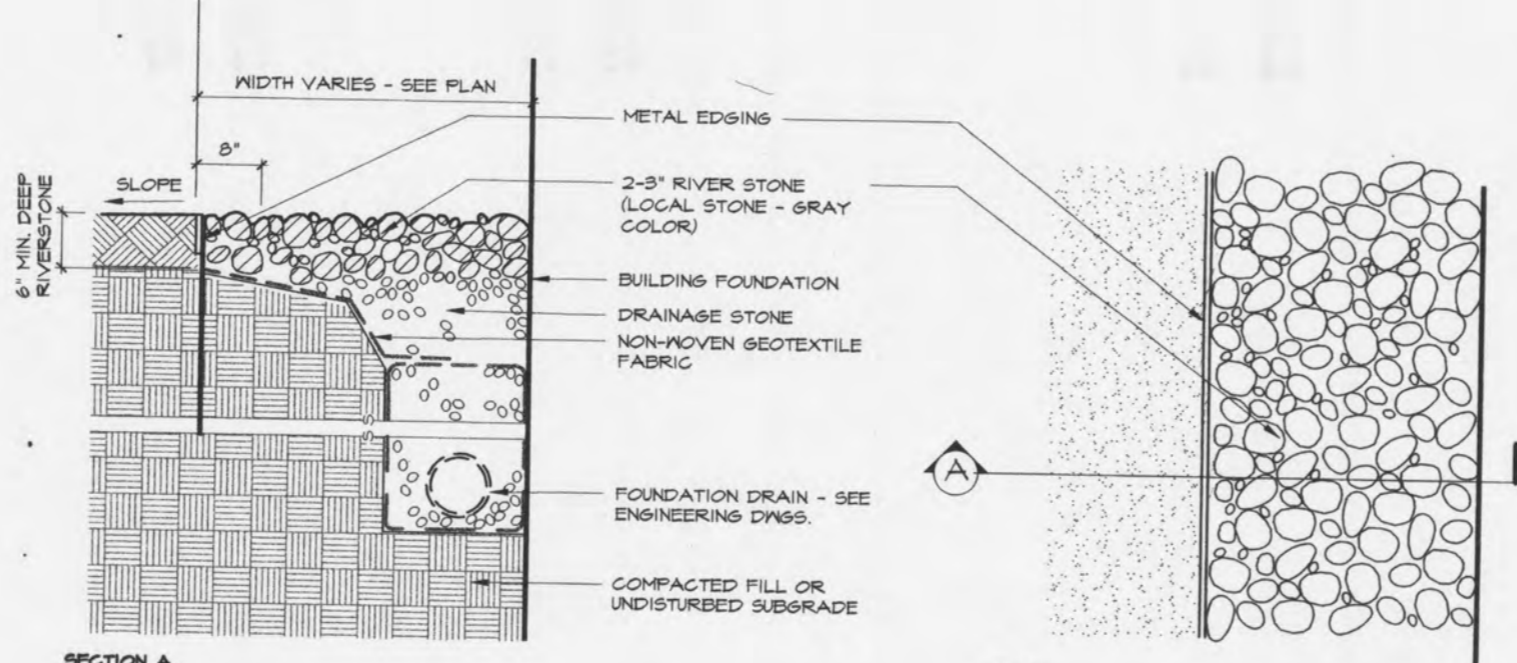 WIDTH VARIES - SEE PLAN
8"
SLOPE
6" MIN. DEEP
RIVERSTONE
METAL EDGING
2-3" RIVER STONE
(LOCAL STONE - GRAY
COLOR)
BUILDING FOUNDATION
DRAINAGE STONE
NON-WOVEN GEOTEXTILE
FABRIC
S S
FOUNDATION DRAIN - SEE
ENGINEERING DWGS.
COMPACTED FILL OR
UNDISTURBED SUBGRADE
A
SECTION A